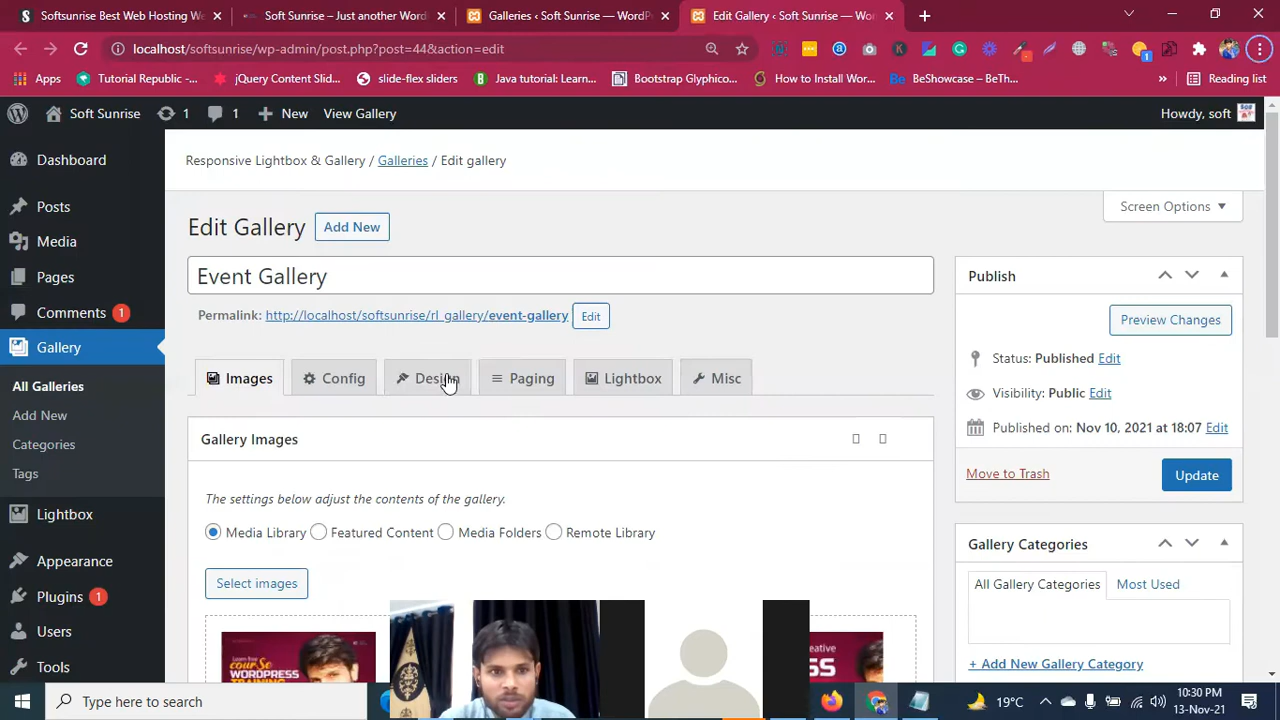 Softsunrise Best Web Hosting W
Soft Sunrise – Just another Word
Galleries ‹ Soft Sunrise — WordP
Edit Gallery ‹ Soft Sunrise — Wor
localhost/softsunrise/wp-admin/post.php?post=44&action=edit
Apps
Tutorial Republic -...
jQuery Content Slid...
slide-flex sliders
Java tutorial: Learn...
Bootstrap Glyphico...
How to Install Wor...
BeShowcase – BeTh...
»
Reading list
Soft Sunrise
1
1
New
View Gallery
Howdy, soft
Dashboard
Posts
Media
Pages
Comments 1
Gallery
All Galleries
Add New
Categories
Tags
Lightbox
Appearance
Plugins 1
Users
Tools
Responsive Lightbox & Gallery / Galleries / Edit gallery
Screen Options
Edit Gallery
Add New
Event Gallery
Permalink: http://localhost/softsunrise/rl_gallery/event-gallery Edit
Images
Config
Design
Paging
Lightbox
Misc
Gallery Images
The settings below adjust the contents of the gallery.
Media Library
Featured Content
Media Folders
Remote Library
Select images
Learn free
couRSe
WORDPRESS
TRAINING
Publish
Preview Changes
Status: Published Edit
Visibility: Public Edit
Published on: Nov 10, 2021 at 18:07 Edit
Move to Trash
Update
Gallery Categories
All Gallery Categories
Most Used
+ Add New Gallery Category
Type here to search
19°C
10:30 PM
13-Nov-21